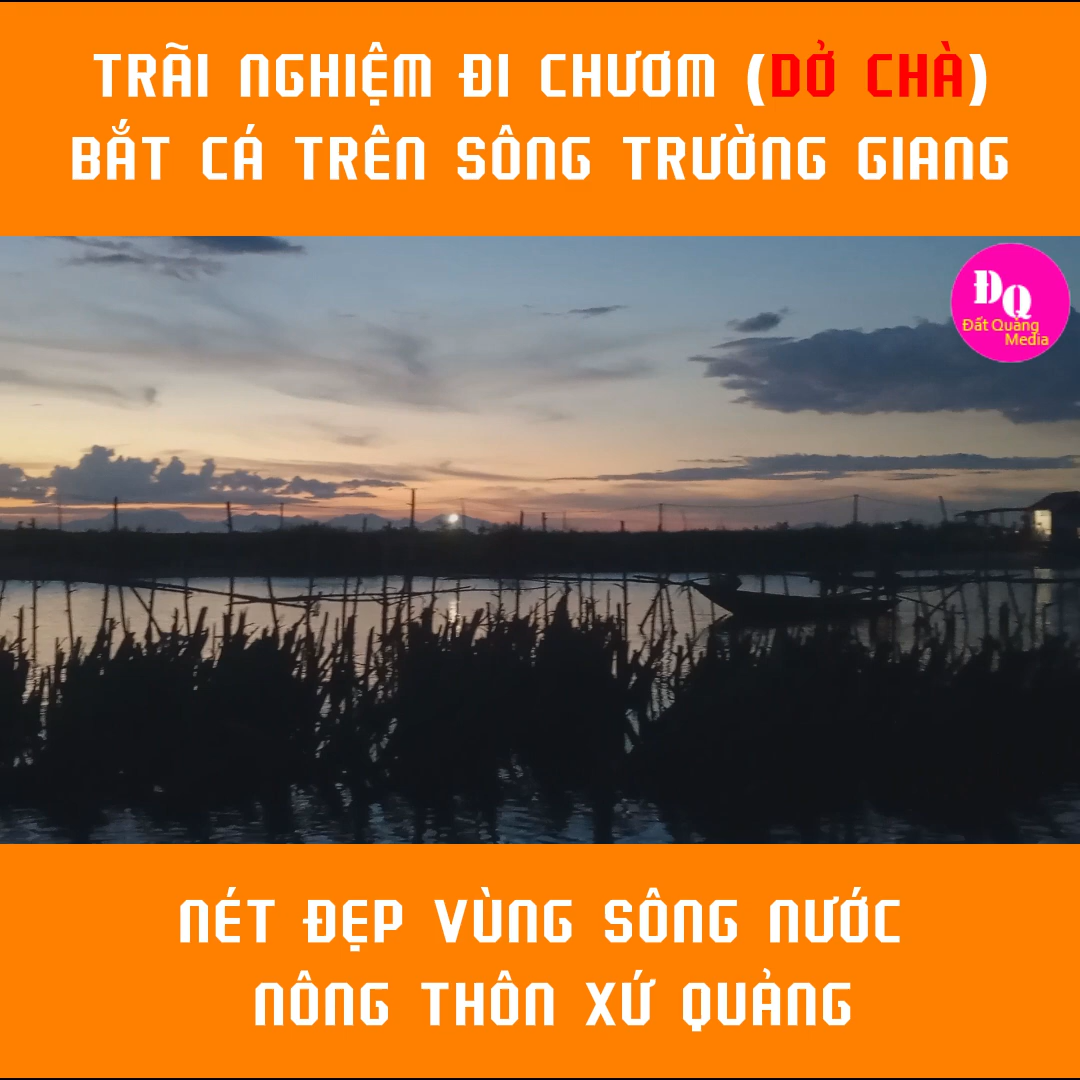 TRÃI NGHIỆM ĐI CHƯƠM (DỞ CHÀ)
BẮT CÁ TRÊN SÔNG TRƯỜNG GIANG
ĐQ
Đất Quảng
Media
NÉT ĐẸP VÙNG SÔNG NƯỚC
NÔNG THÔN XỨ QUẢNG